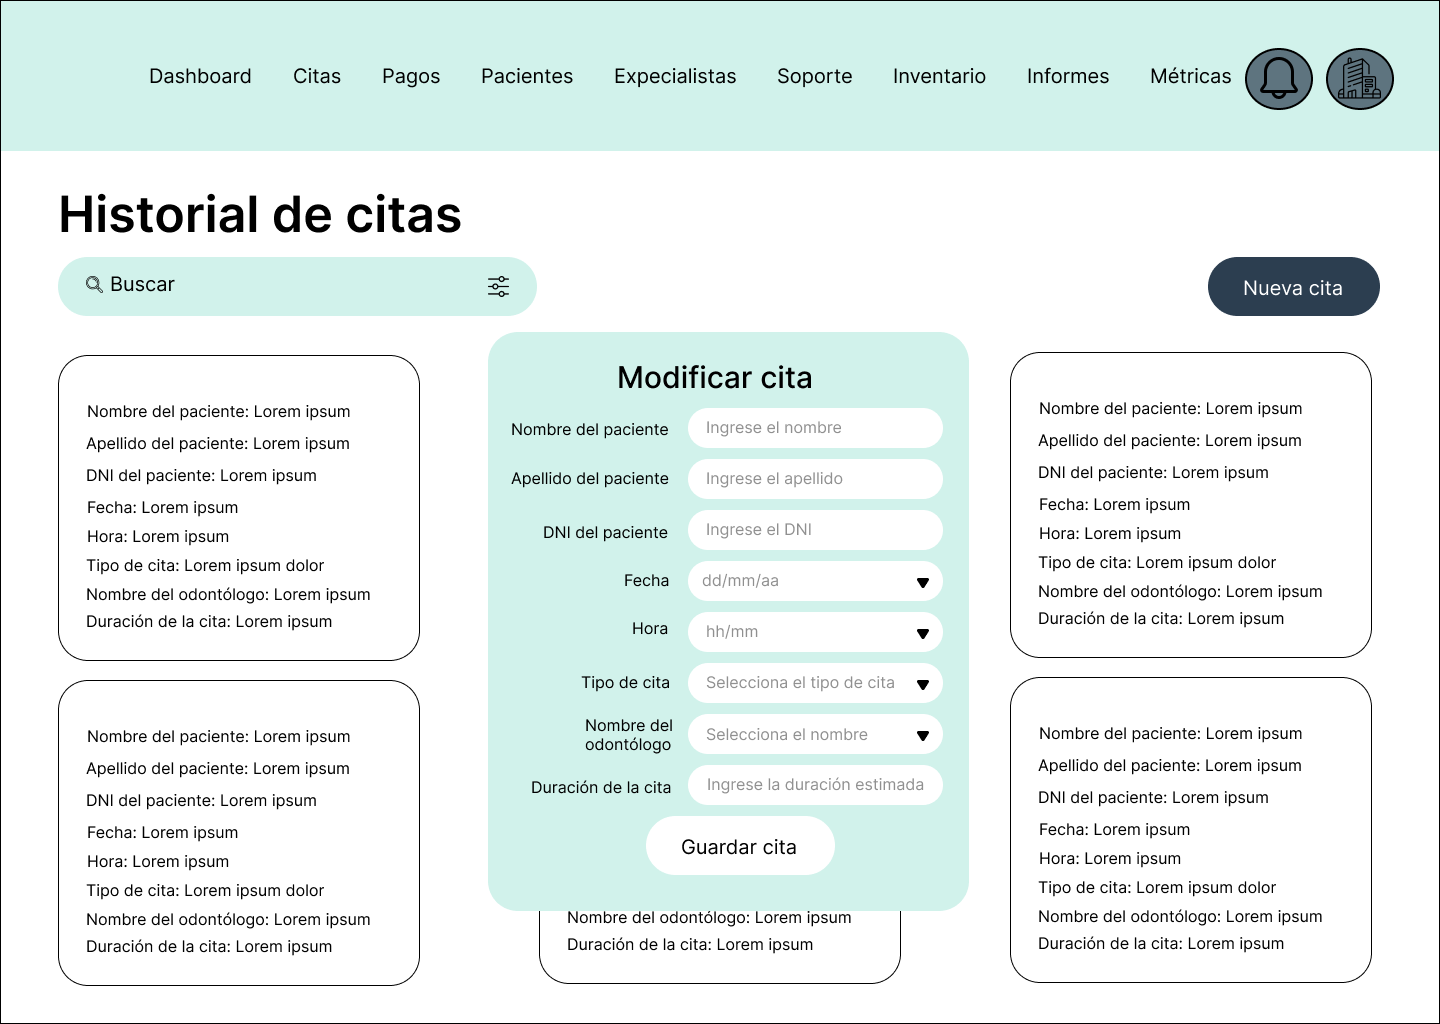 Dashboard Citas Pagos Pacientes Expecialistas Soporte Inventario Informes Métricas
Historial de citas
Buscar
Nueva cita
Nombre del paciente: Lorem ipsum
Apellido del paciente: Lorem ipsum
DNI del paciente: Lorem ipsum
Fecha: Lorem ipsum
Hora: Lorem ipsum
Tipo de cita: Lorem ipsum dolor
Nombre del odontólogo: Lorem ipsum
Duración de la cita: Lorem ipsum
Modificar cita
Nombre del paciente Ingrese el nombre
Apellido del paciente Ingrese el apellido
DNI del paciente Ingrese el DNI
Fecha dd/mm/aa
Hora hh/mm
Tipo de cita Selecciona el tipo de cita
Nombre del
odontólogo Selecciona el nombre
Duración de la cita Ingrese la duración estimada
Guardar cita
Nombre del paciente: Lorem ipsum
Apellido del paciente: Lorem ipsum
DNI del paciente: Lorem ipsum
Fecha: Lorem ipsum
Hora: Lorem ipsum
Tipo de cita: Lorem ipsum dolor
Nombre del odontólogo: Lorem ipsum
Duración de la cita: Lorem ipsum
Nombre del paciente: Lorem ipsum
Apellido del paciente: Lorem ipsum
DNI del paciente: Lorem ipsum
Fecha: Lorem ipsum
Hora: Lorem ipsum
Tipo de cita: Lorem ipsum dolor
Nombre del odontólogo: Lorem ipsum
Duración de la cita: Lorem ipsum
Nombre del odontólogo: Lorem ipsum
Duración de la cita: Lorem ipsum
Nombre del paciente: Lorem ipsum
Apellido del paciente: Lorem ipsum
DNI del paciente: Lorem ipsum
Fecha: Lorem ipsum
Hora: Lorem ipsum
Tipo de cita: Lorem ipsum dolor
Nombre del odontólogo: Lorem ipsum
Duración de la cita: Lorem ipsum